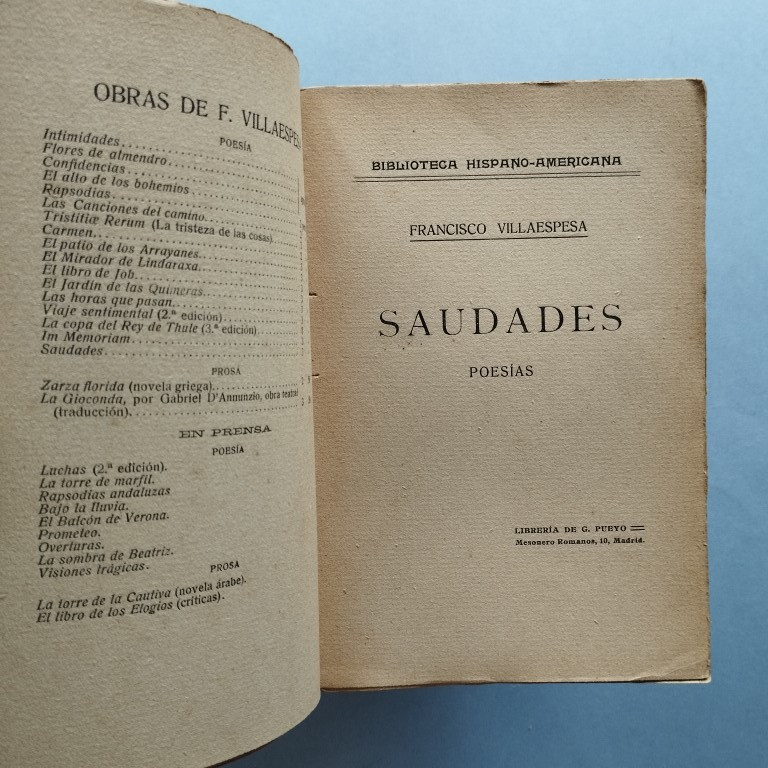 OBRAS DE F. VILLAESPESA
POESÍA
Intimidades
Flores de almendro
Confidencias
El alto de los bohemios
Rapsodias
Las Canciones del camino
Tristitiæ Rerum (La tristeza de las cosas)
Carmen
El patio de los Arrayanes
El Mirador de Lindaraxa
El libro de Job
El Jardín de las Quimeras
Las horas que pasan
Viaje sentimental (2.ª edición)
La copa del Rey de Thule (3.ª edición)
Im Memoriam
Saudades
PROSA
Zarza florida (novela griega)
La Gioconda, por Gabriel D'Annunzio, obra teatral
(traducción)
EN PRENSA
POESÍA
Luchas (2.ª edición).
La torre de marfil.
Rapsodias andaluzas
Bajo la lluvia.
El Balcón de Verona.
Prometeo.
Overturas.
La sombra de Beatriz.
Visiones trágicas.
PROSA
La torre de la Cautiva (novela árabe).
El libro de los Elogios (críticas).
BIBLIOTECA HISPANO-AMERICANA
FRANCISCO VILLAESPESA
SAUDADES
POESÍAS
LIBRERÍA DE G. PUEYO
Mesonero Romanos, 10, Madrid.